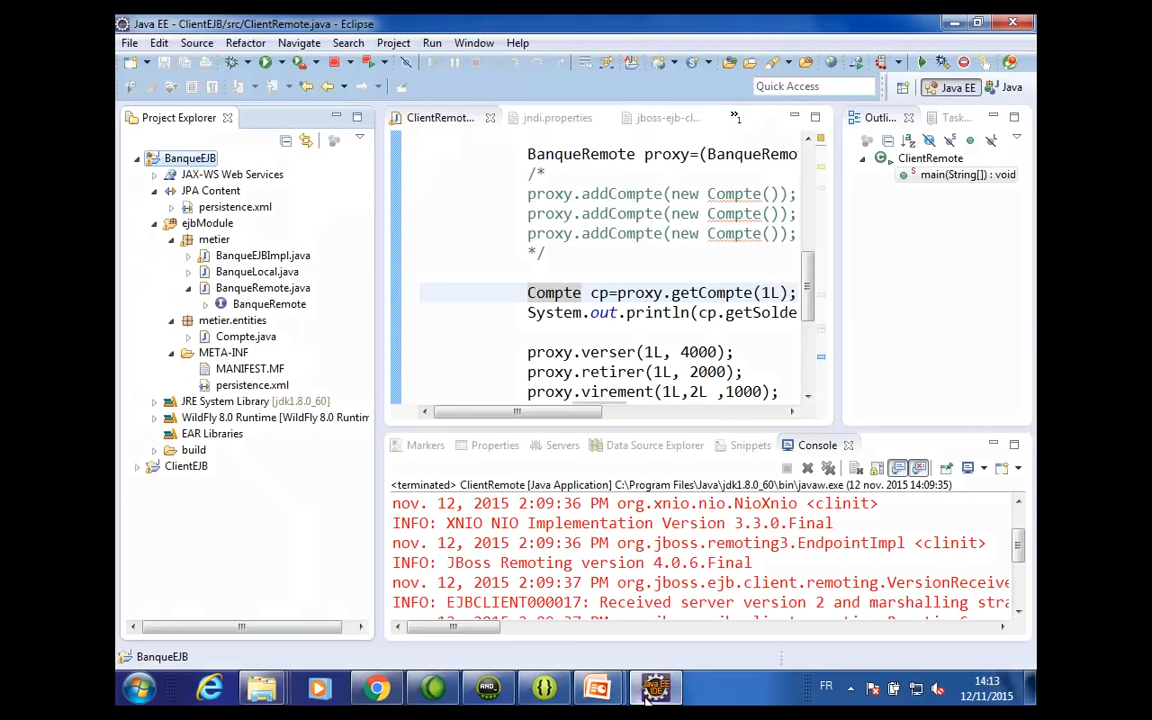 Java EE - ClientEJB/src/ClientRemote.java - Eclipse
File Edit Source Refactor Navigate Search Project Run Window Help
Quick Access
Java EE
Java
Project Explorer
ClientRemot...
jndi.properties
jboss-ejb-cl...
»1
Outli...
Task...
BanqueEJB
JAX-WS Web Services
JPA Content
persistence.xml
ejbModule
metier
BanqueEJBImpl.java
BanqueLocal.java
BanqueRemote.java
BanqueRemote
metier.entities
Compte.java
META-INF
MANIFEST.MF
persistence.xml
JRE System Library [jdk1.8.0_60]
WildFly 8.0 Runtime [WildFly 8.0 Runtim
EAR Libraries
build
ClientEJB
BanqueRemote proxy=(BanqueRemo
/*
proxy.addCompte(new Compte());
proxy.addCompte(new Compte());
proxy.addCompte(new Compte());
*/
Compte cp=proxy.getCompte(1L);
System.out.println(cp.getSolde
proxy.verser(1L, 4000);
proxy.retirer(1L, 2000);
proxy.virement(1L,2L ,1000);
ClientRemote
main(String[]) : void
Markers
Properties
Servers
Data Source Explorer
Snippets
Console
<terminated> ClientRemote [Java Application] C:\Program Files\Java\jdk1.8.0_60\bin\javaw.exe (12 nov. 2015 14:09:35)
nov. 12, 2015 2:09:36 PM org.xnio.nio.NioXnio <clinit>
INFO: XNIO NIO Implementation Version 3.3.0.Final
nov. 12, 2015 2:09:36 PM org.jboss.remoting3.EndpointImpl <clinit>
INFO: JBoss Remoting version 4.0.6.Final
nov. 12, 2015 2:09:37 PM org.jboss.ejb.client.remoting.VersionReceive
INFO: EJBCLIENT000017: Received server version 2 and marshalling stra
BanqueEJB
AND_
Java EE
IDE
FR
14:13
12/11/2015